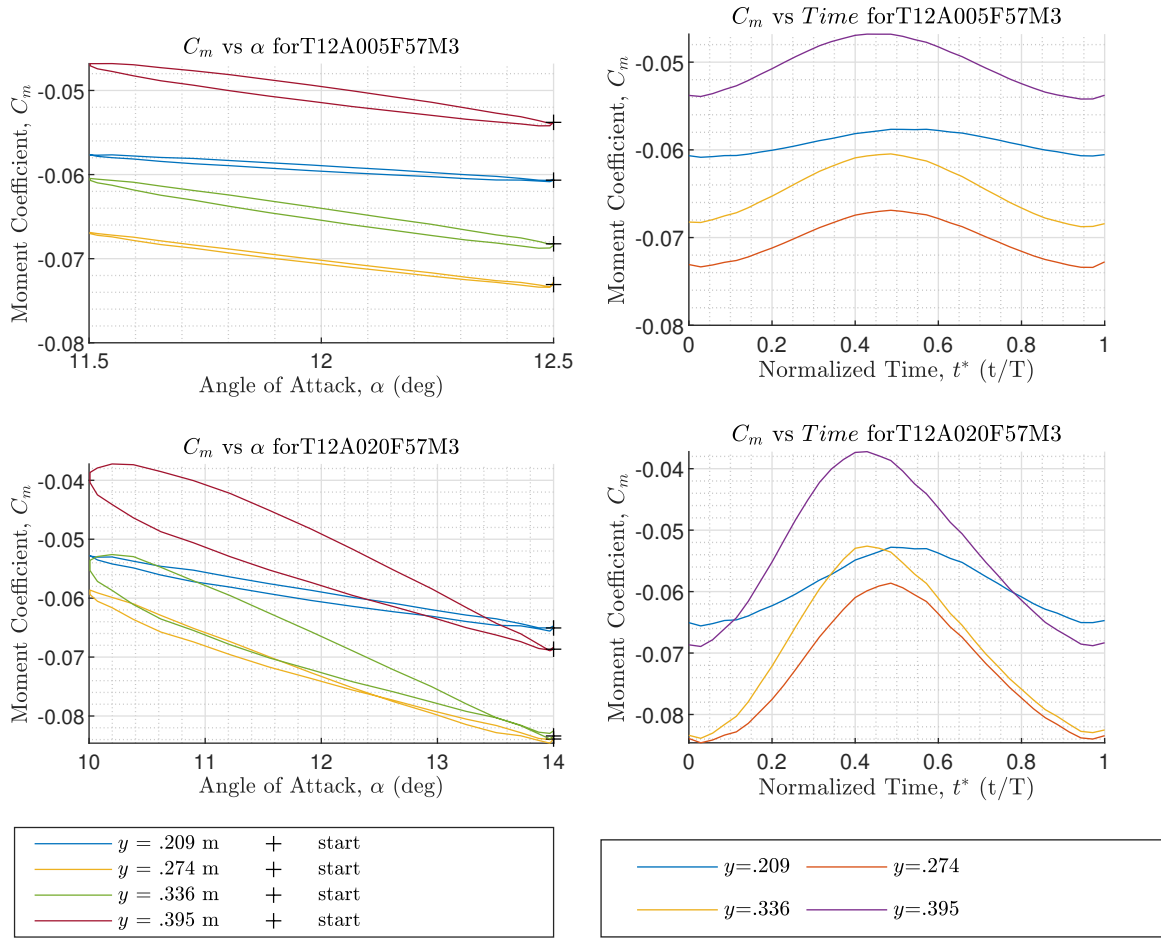 C_m vs α forT12A005F57M3
Moment Coefficient, C_m
-0.05
-0.06
-0.07
-0.08
11.5
12
12.5
Angle of Attack, α (deg)
C_m vs Time forT12A005F57M3
Moment Coefficient, C_m
-0.05
-0.06
-0.07
-0.08
0
0.2
0.4
0.6
0.8
1
Normalized Time, t* (t/T)
C_m vs α forT12A020F57M3
Moment Coefficient, C_m
-0.04
-0.05
-0.06
-0.07
-0.08
10
11
12
13
14
Angle of Attack, α (deg)
C_m vs Time forT12A020F57M3
Moment Coefficient, C_m
-0.04
-0.05
-0.06
-0.07
-0.08
0
0.2
0.4
0.6
0.8
1
Normalized Time, t* (t/T)
y = .209 m + start
y = .274 m + start
y = .336 m + start
y = .395 m + start
y=.209 y=.274
y=.336 y=.395